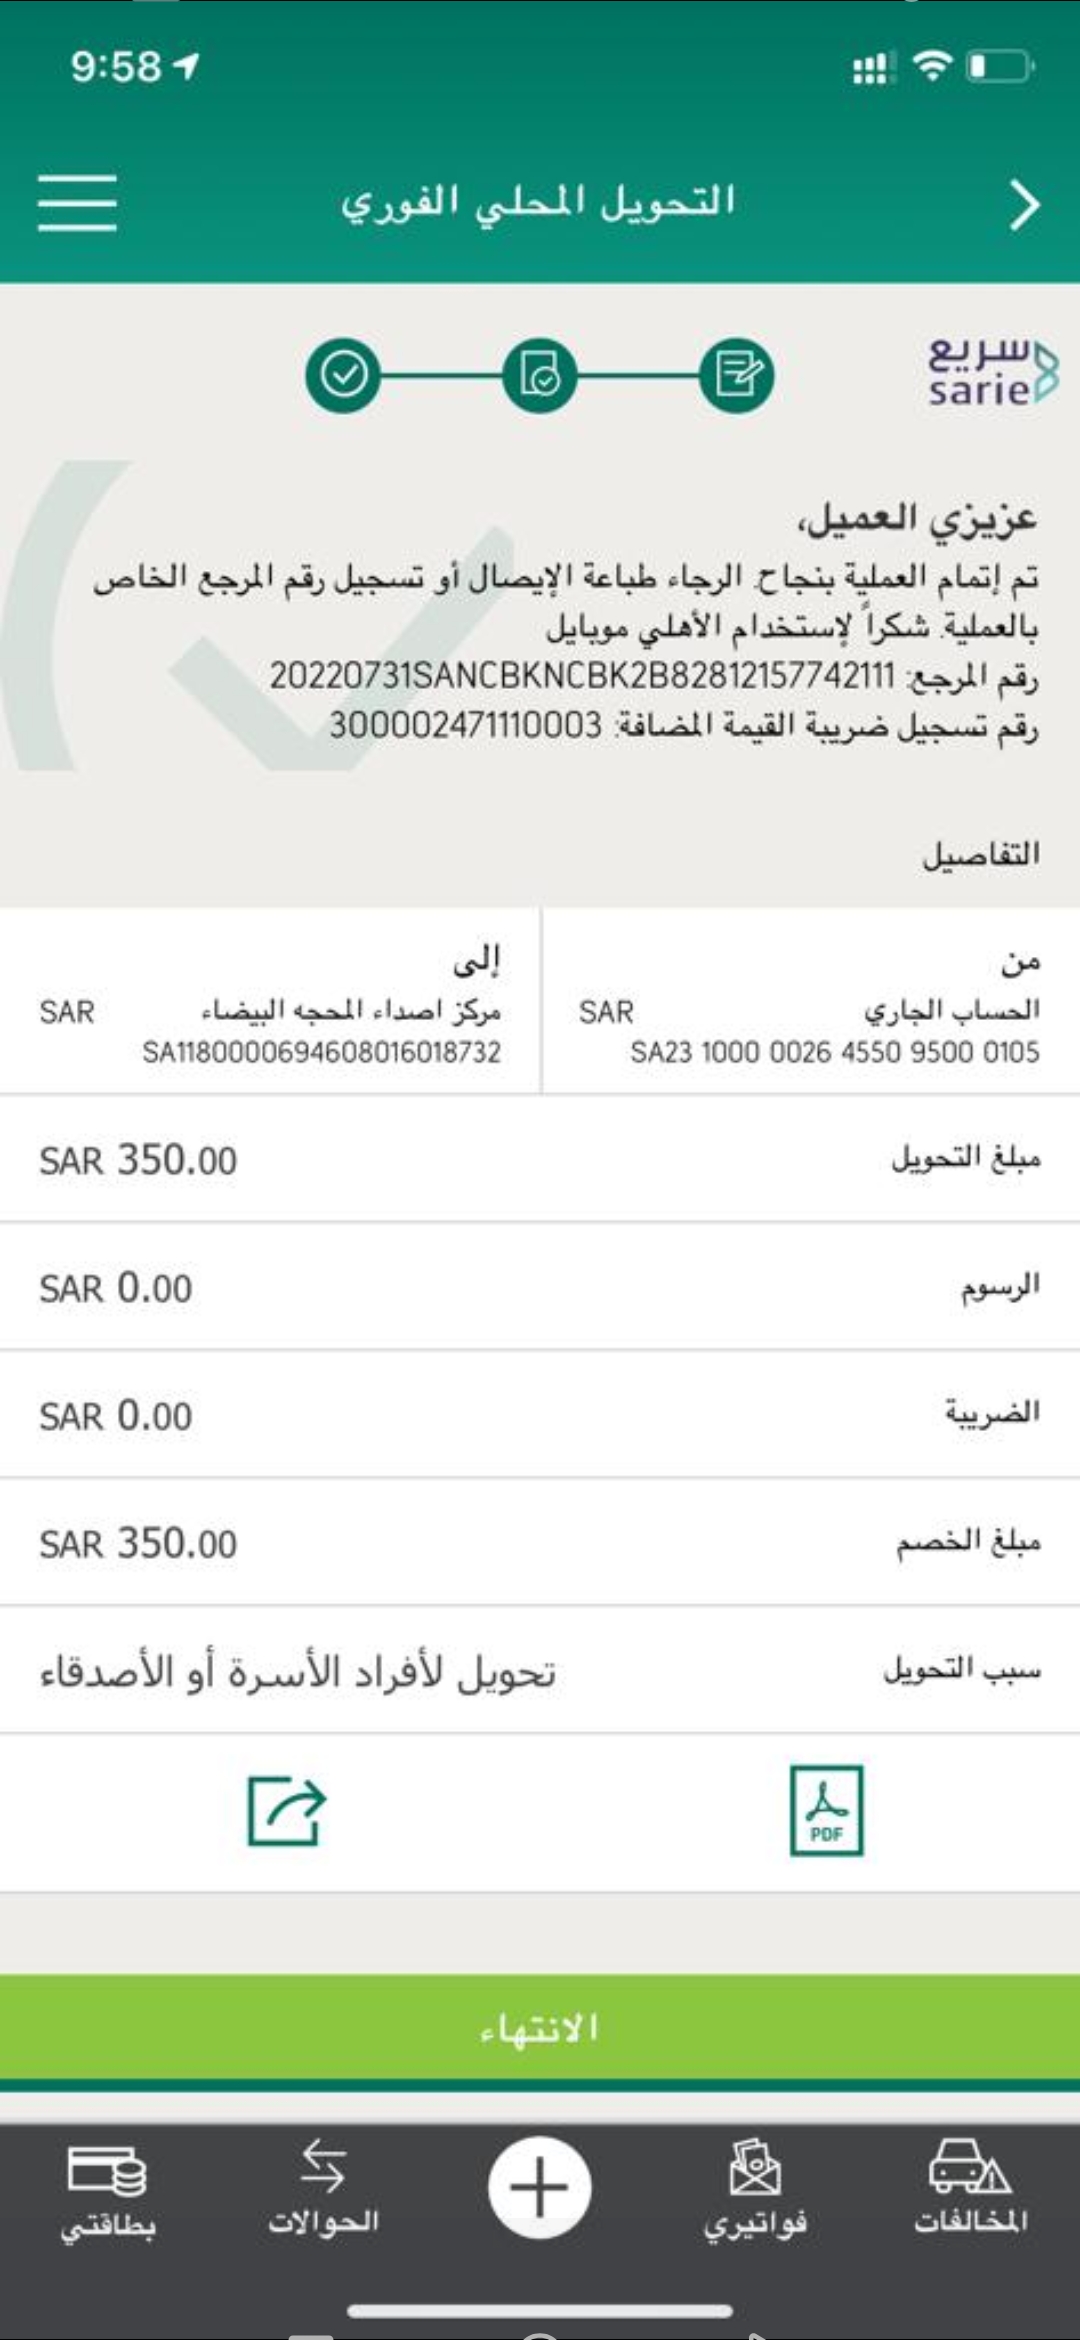 9:58
التحويل المحلي الفوري
سريع
sarie
عزيزي العميل،
تم إتمام العملية بنجاح. الرجاء طباعة الإيصال أو تسجيل رقم المرجع الخاص
بالعملية. شكراً لإستخدام الأهلي موبايل
رقم المرجع: 20220731SANCBKNCBK2B82812157742111
رقم تسجيل ضريبة القيمة المضافة: 300002471110003
التفاصيل
من
الحساب الجاري SAR
SA23 1000 0026 4550 9500 0105
إلى
مركز اصداء المحجه البيضاء SAR
SA1180000694608016018732
مبلغ التحويل SAR 350.00
الرسوم SAR 0.00
الضريبة SAR 0.00
مبلغ الخصم SAR 350.00
سبب التحويل تحويل لأفراد الأسرة أو الأصدقاء
PDF
الانتهاء
المخالفات
فواتيري
الحوالات
بطاقتي